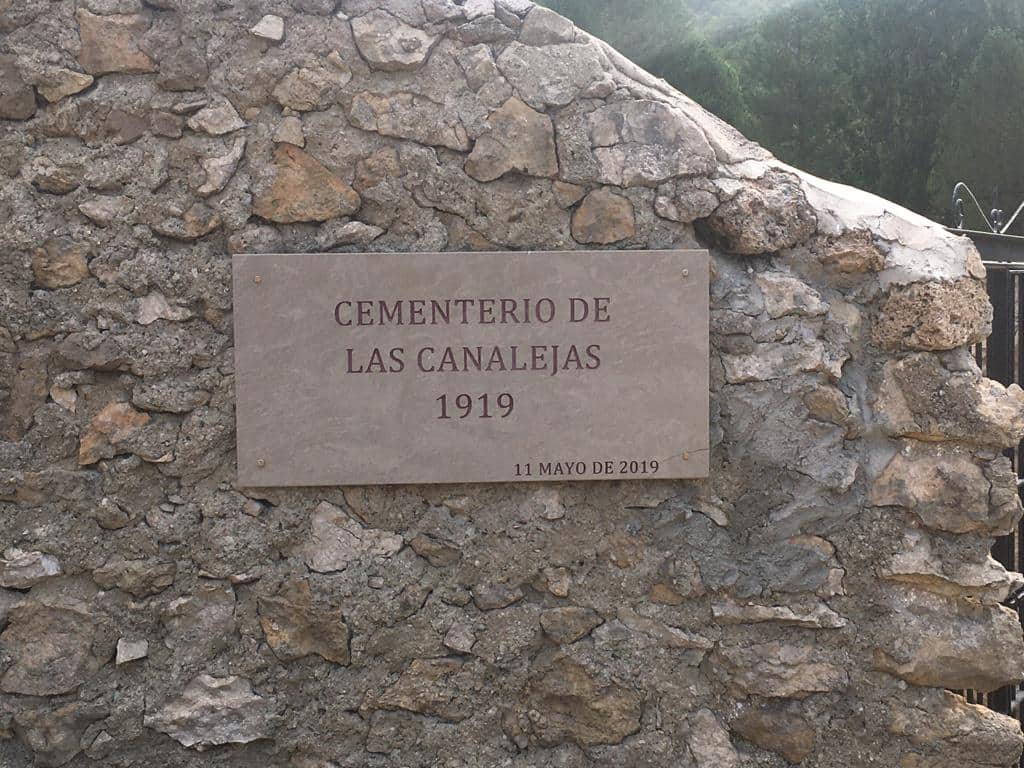 CEMENTERIO DE
LAS CANALEJAS
1919
11 MAYO DE 2019